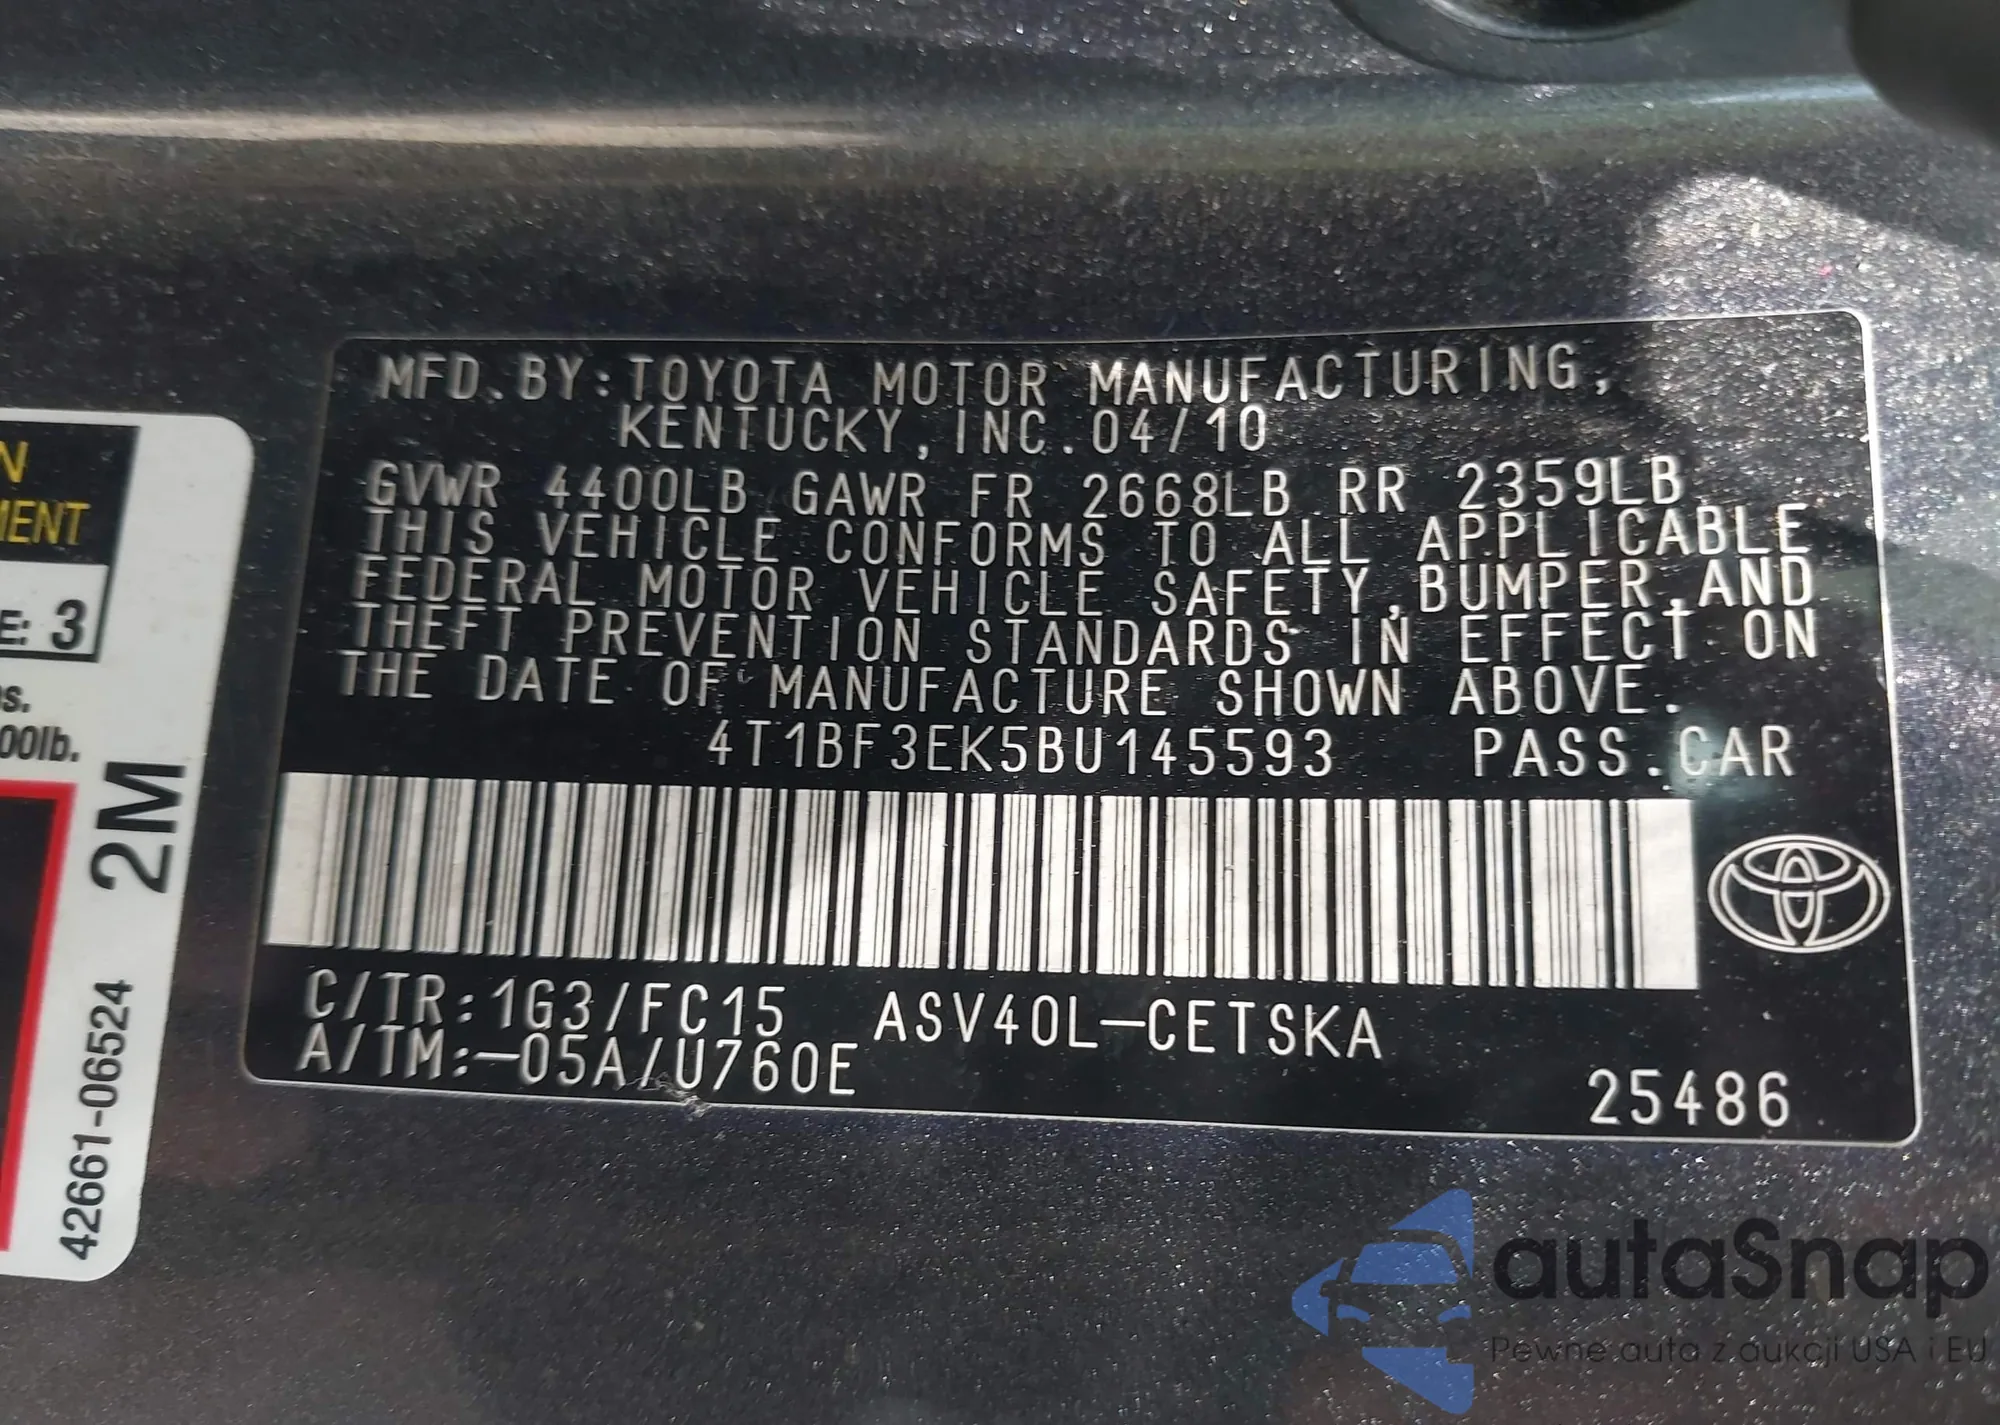 MFD.BY:TOYOTA MOTOR MANUFACTURING,
KENTUCKY,INC.04/10
GVWR 4400LB GAWR FR 2668LB RR 2359LB
THIS VEHICLE CONFORMS TO ALL APPLICABLE
FEDERAL MOTOR VEHICLE SAFETY,BUMPER,AND
THEFT PREVENTION STANDARDS IN EFFECT ON
THE DATE OF MANUFACTURE SHOWN ABOVE.
4T1BF3EK5BU145593 PASS.CAR
C/TR:1G3/FC15 ASV40L-CETSKA
A/TM:-05A/U760E
25486
N
MENT
E: 3
s.
00lb.
2M
42661-06524
autaSnap
Pewne auta z aukcji USA i EU